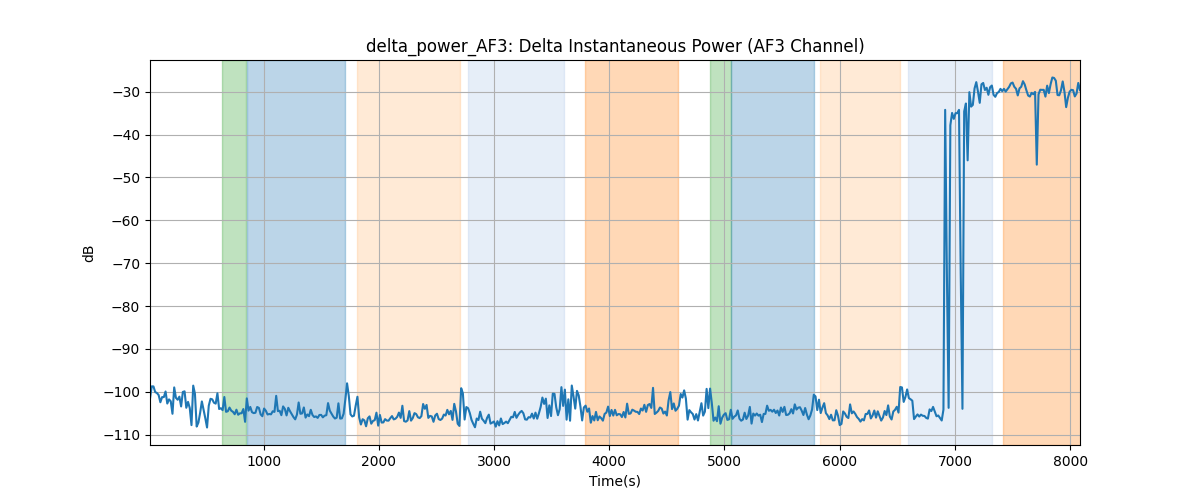 delta_power_AF3: Delta Instantaneous Power (AF3 Channel)
dB
−30
−40
−50
−60
−70
−80
−90
−100
−110
1000 2000 3000 4000 5000 6000 7000 8000
Time(s)